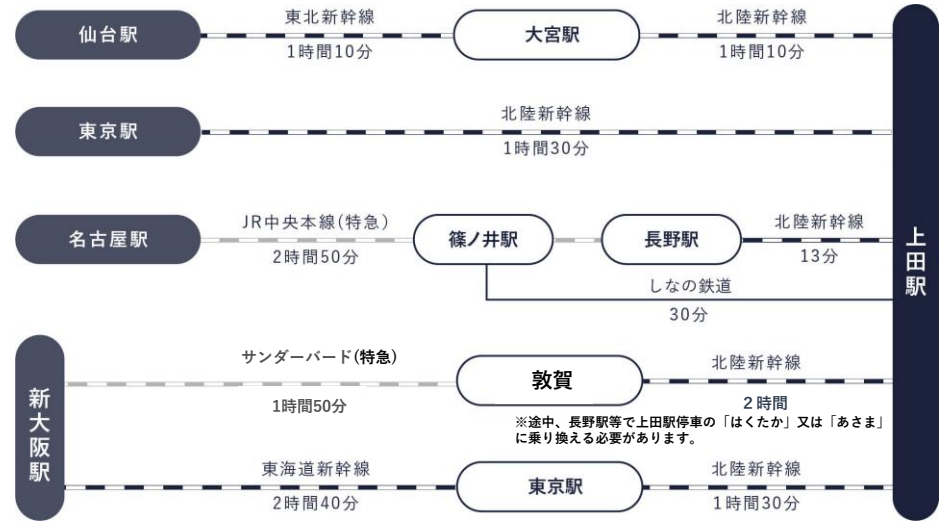 仙台駅
東北新幹線
1時間10分
大宮駅
北陸新幹線
1時間10分
東京駅
北陸新幹線
1時間30分
名古屋駅
JR中央本線(特急)
2時間50分
篠ノ井駅
長野駅
北陸新幹線
13分
しなの鉄道
30分
上田駅
新大阪駅
サンダーバード(特急)
1時間50分
敦賀
北陸新幹線
2時間
※途中、長野駅等で上田駅停車の「はくたか」又は「あさま」
に乗り換える必要があります。
東海道新幹線
2時間40分
東京駅
北陸新幹線
1時間30分